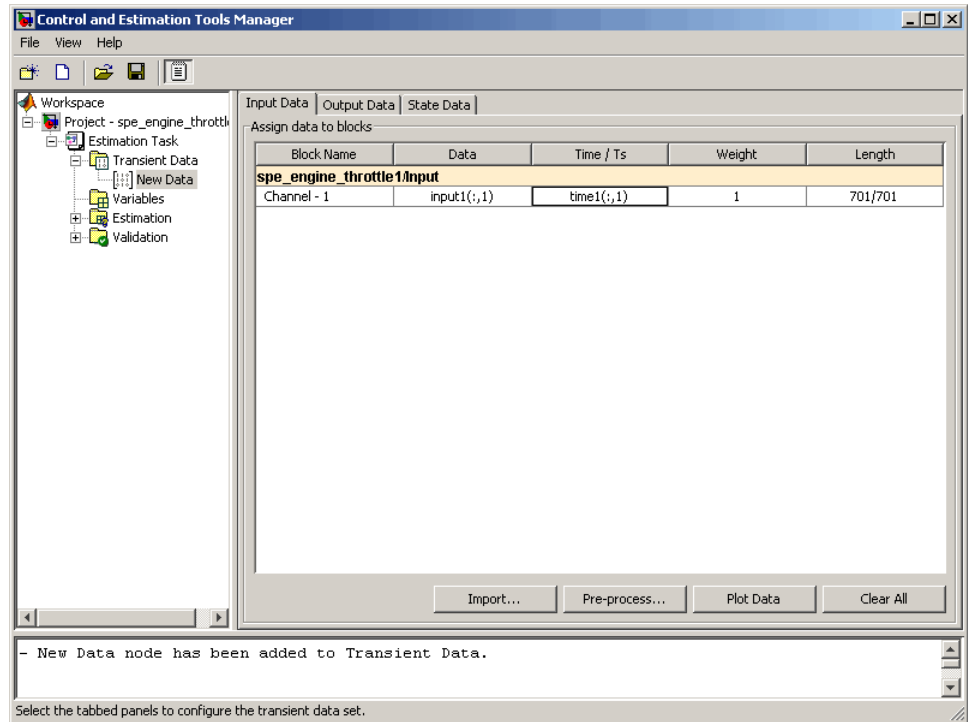 Control and Estimation Tools Manager
File View Help
Workspace
Project - spe_engine_throttl
Estimation Task
Transient Data
New Data
Variables
Estimation
Validation
Input Data Output Data State Data
Assign data to blocks
Block Name Data Time / Ts Weight Length
spe_engine_throttle1/Input
Channel - 1 input1(:,1) time1(:,1) 1 701/701
Import... Pre-process... Plot Data Clear All
- New Data node has been added to Transient Data.
Select the tabbed panels to configure the transient data set.